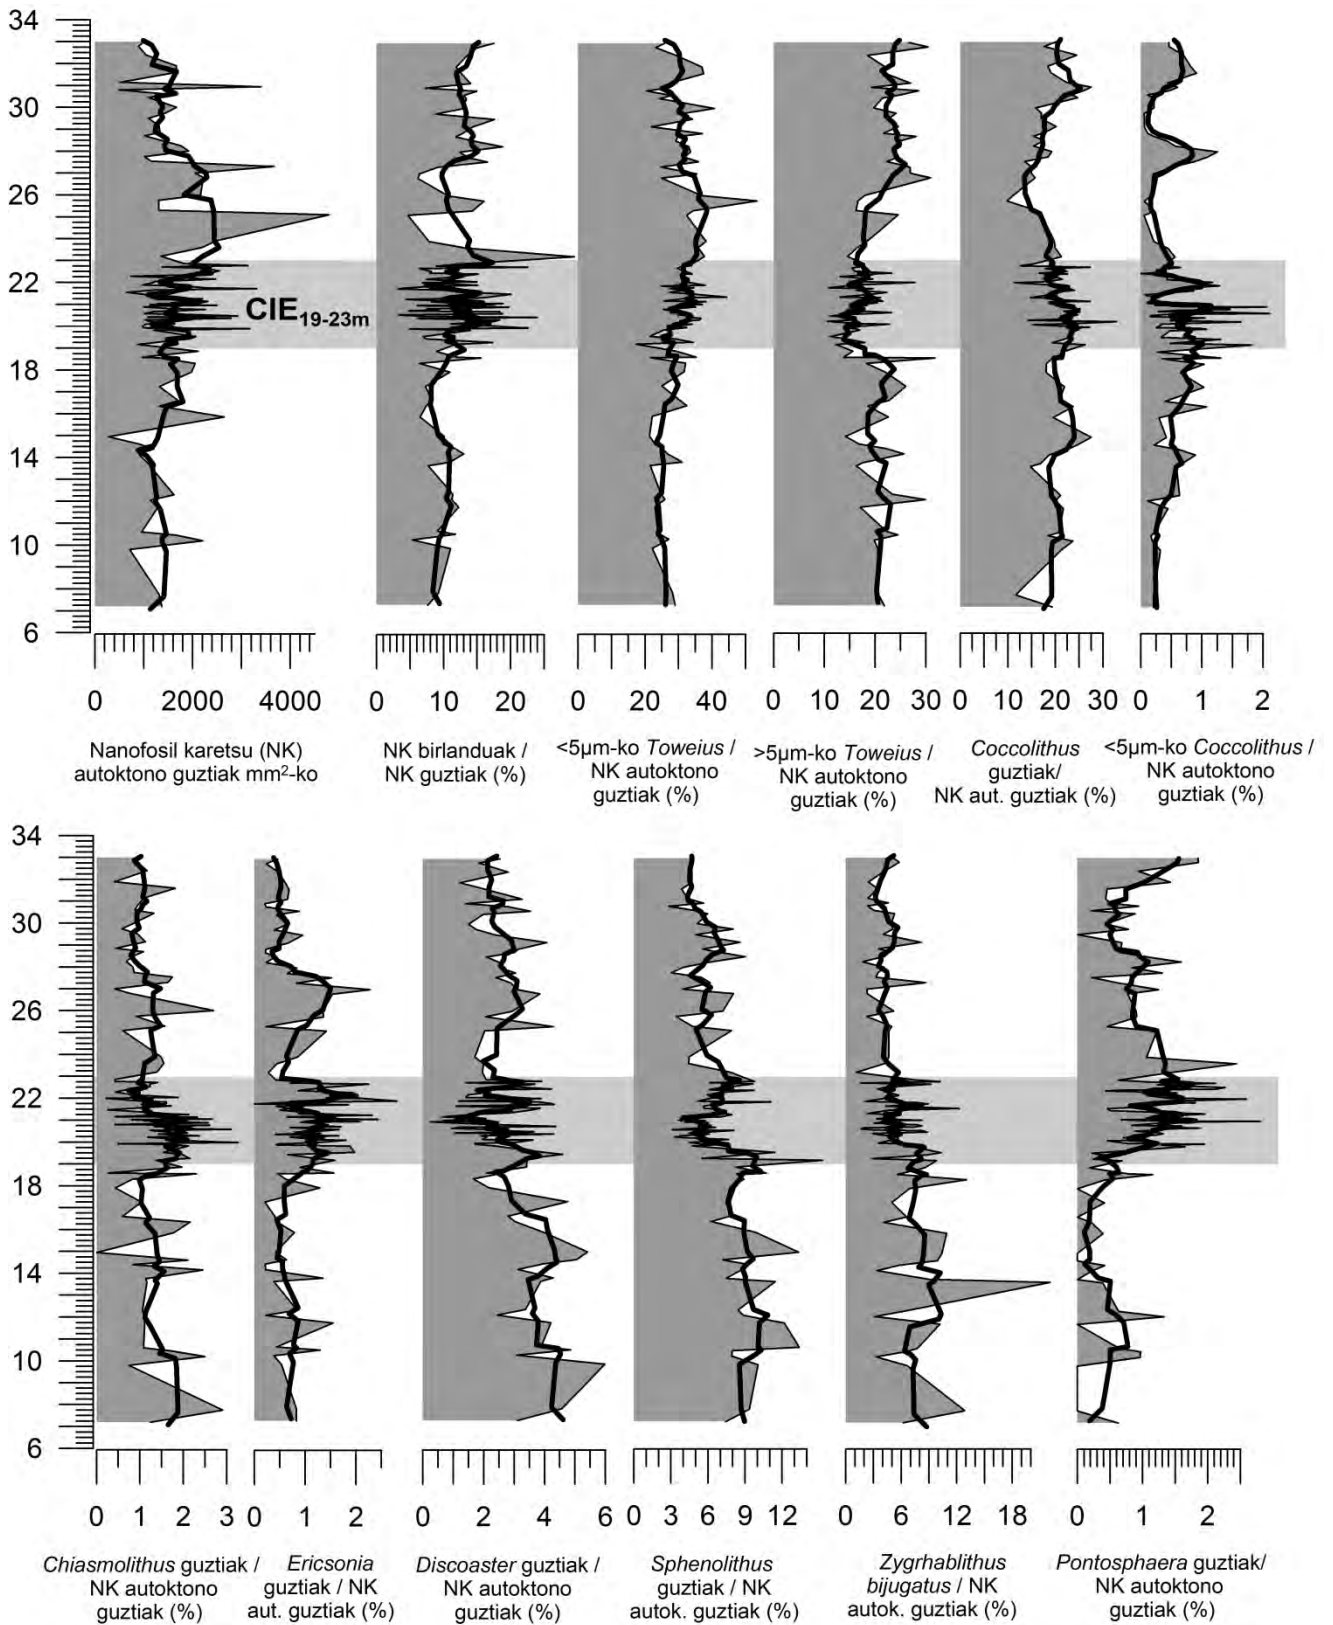 34
30
26
22
18
14
10
6
CIE19-23m
0 2000 4000
0 10 20
0 20 40
0 10 20 30
0 10 20 30
0 1 2
Nanofosil karetsu (NK)
autoktono guztiak mm²-ko
NK birlanduak /
NK guztiak (%)
<5µm-ko Toweius /
NK autoktono
guztiak (%)
>5µm-ko Toweius /
NK autoktono
guztiak (%)
Coccolithus
guztiak/
NK aut. guztiak (%)
<5µm-ko Coccolithus /
NK autoktono
guztiak (%)
34
30
26
22
18
14
10
6
0 1 2 3
0 1 2
0 2 4 6
0 3 6 9 12
0 6 12 18
0 1 2
Chiasmolithus guztiak /
NK autoktono
guztiak (%)
Ericsonia
guztiak / NK
aut. guztiak (%)
Discoaster guztiak /
NK autoktono
guztiak (%)
Sphenolithus
guztiak / NK
autok. guztiak (%)
Zygrhablithus
bijugatus / NK
autok. guztiak (%)
Pontosphaera guztiak/
NK autoktono
guztiak (%)